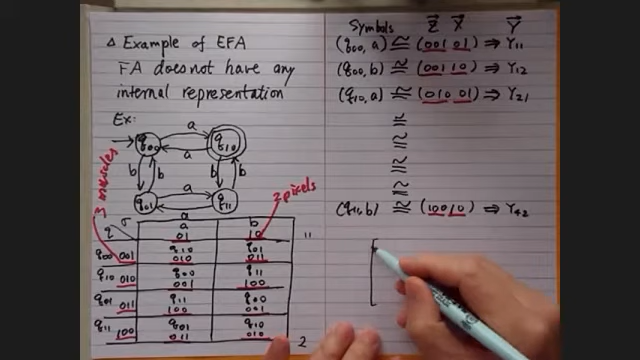 △ Example of EFA
FA does not have any
internal representation
Ex:
a
q00 q10
a
b b b b
a
q01 q11
a
3 muscles
2 pixels
q σ a b
01 10
q00 001 q10 q01
010 011
q10 010 q00 q11
001 100
q01 011 q11 q00
100 001
q11 100 q01 q10
011 010
11
2
Symbols Z X Y
(q00, a) ≅ (001 01) ⇒ Y11
(q00, b) ≅ (001 10) ⇒ Y12
(q10, a) ≅ (010 01) ⇒ Y21
≅
≅
≅
≅
(q11, b) ≅ (100 10) ⇒ Y42